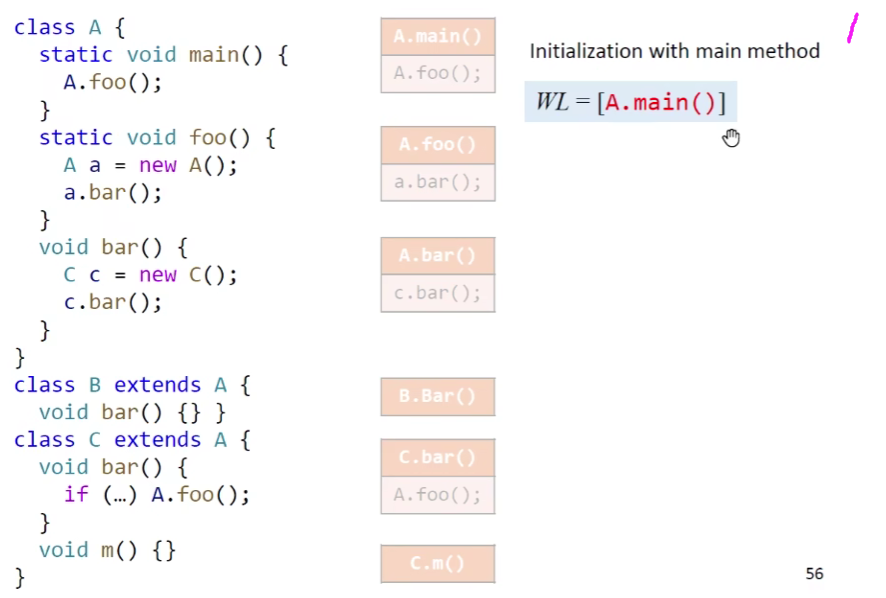 class A {
static void main() {
A.foo();
}
static void foo() {
A a = new A();
a.bar();
}
void bar() {
C c = new C();
c.bar();
}
}
class B extends A {
void bar() {} }
class C extends A {
void bar() {
if (…) A.foo();
}
void m() {}
}
A.main()
A.foo();
A.foo()
a.bar();
A.bar()
c.bar();
B.Bar()
C.bar()
A.foo();
C.m()
Initialization with main method
WL = [A.main()]
56